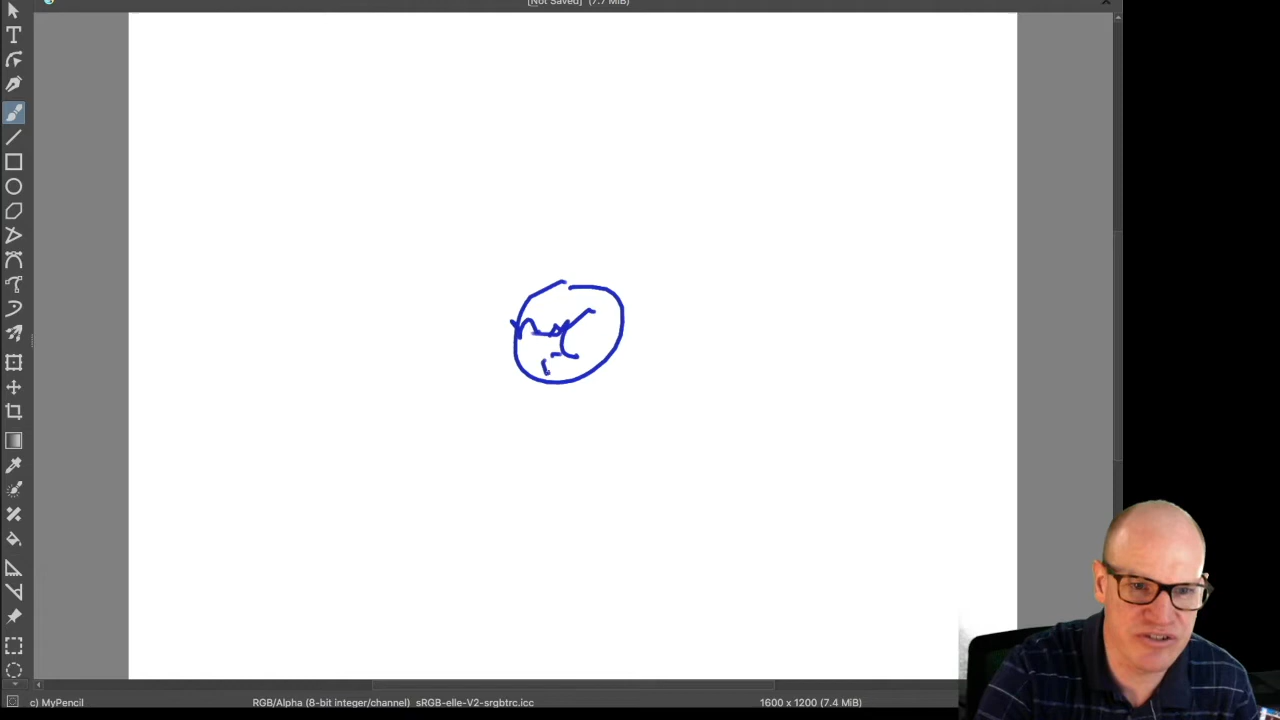 [Not Saved] (7.7 MiB)
c) MyPencil
RGB/Alpha (8-bit integer/channel) sRGB-elle-V2-srgbtrc.icc
1600 x 1200 (7.4 MiB)